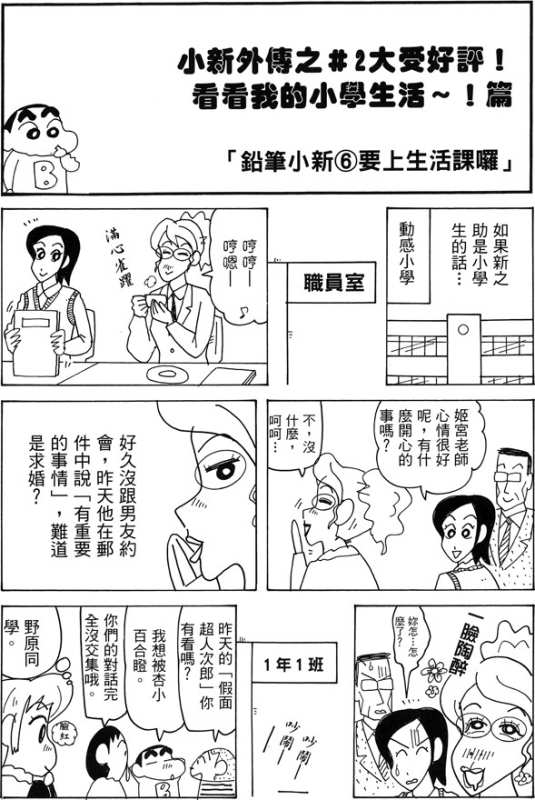 小新外傳之＃2大受好評！
看看我的小學生活～！篇
「鉛筆小新⑥要上生活課囉」
B
如果新之
助是小學
生的話…
動感小學
職員室
哼哼—
哼嗯—
♪
滿心雀躍
姬宮老師
心情很好
呢，有什
麼開心的
事嗎？
不，沒
什麼，
呵呵…
好久沒跟男友約
會，昨天他在郵
件中說「有重要
的事情」，難道
是求婚？
一臉陶醉
妳怎…怎
麼了？
1年1班
吵鬧
吵鬧
昨天的「假面
超人次郎」你
有看嗎？
我想被杏小
百合瞪。
你們的對話完
全沒交集哦。
臉紅
野原同
學。